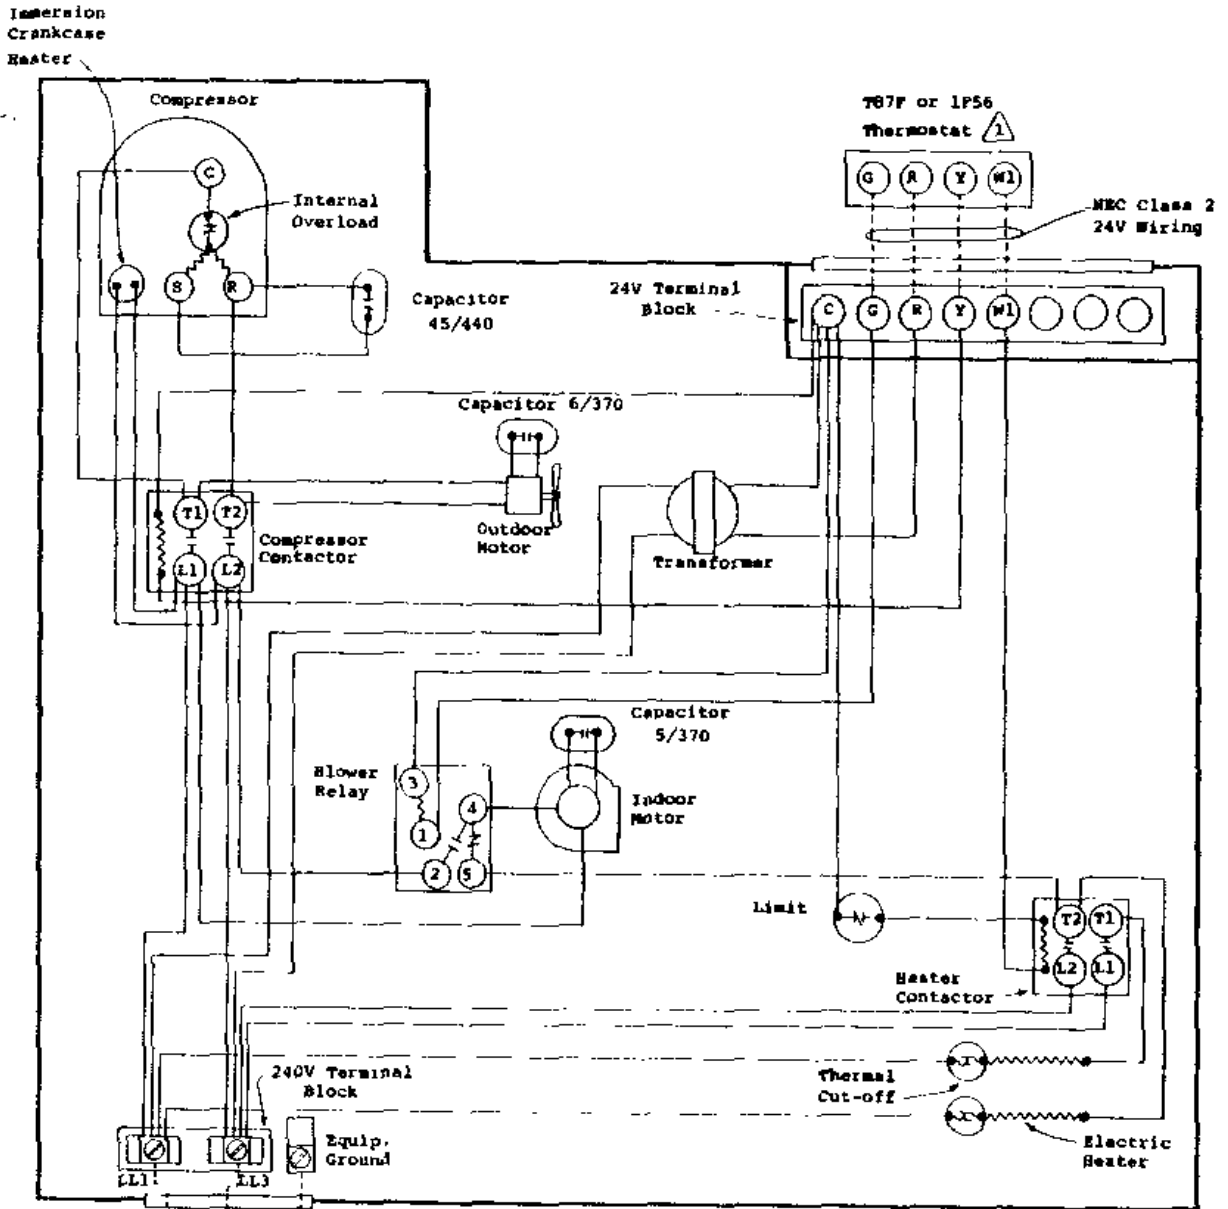 Immersion
Crankcase
Heater
Compressor
C
Internal
Overload
S
R
Capacitor
45/440
T87F or 1P56
Thermostat 1
G R Y W1
NEC Class 2
24V Wiring
24V Terminal
Block
C G R Y W1
Capacitor 6/370
Outdoor
Motor
Transformer
T1 T2
L1 L2
Compressor
Contactor
Capacitor
5/370
Blower
Relay
3
4
1
2
5
Indoor
Motor
Limit
T2 T1
L2 L1
Heater
Contactor
Thermal
Cut-off
Electric
Heater
240V Terminal
Block
Equip.
Ground
LL1
LL3